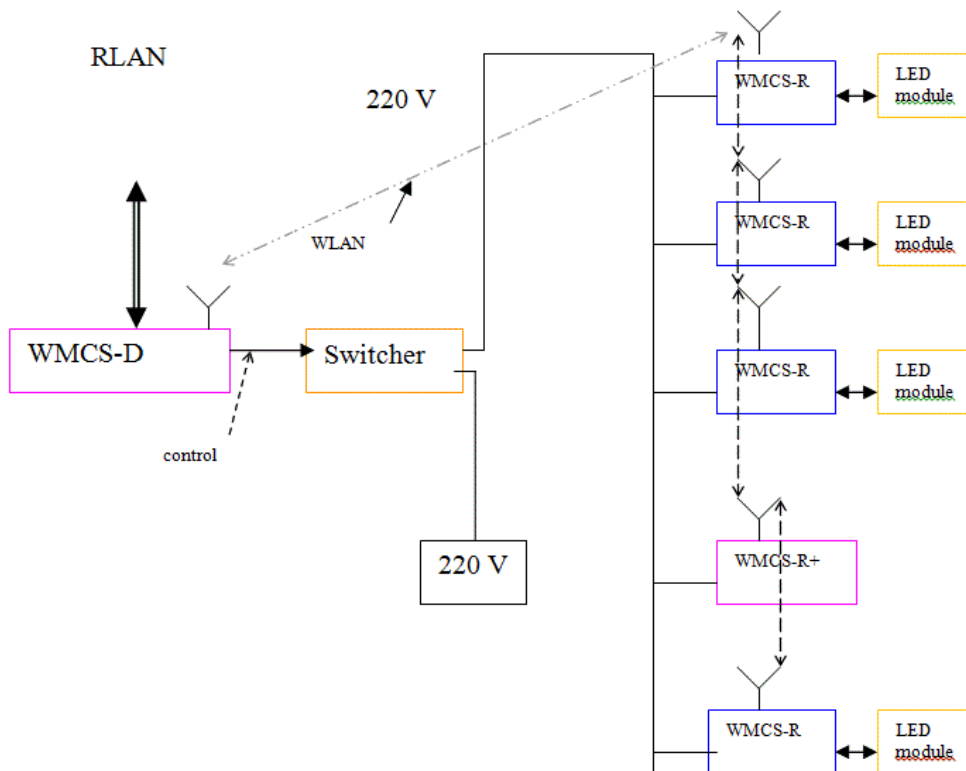 RLAN
220 V
WMCS-R
LED
module
WMCS-R
LED
module
WLAN
WMCS-D
Switcher
WMCS-R
LED
module
control
220 V
WMCS-R+
WMCS-R
LED
module